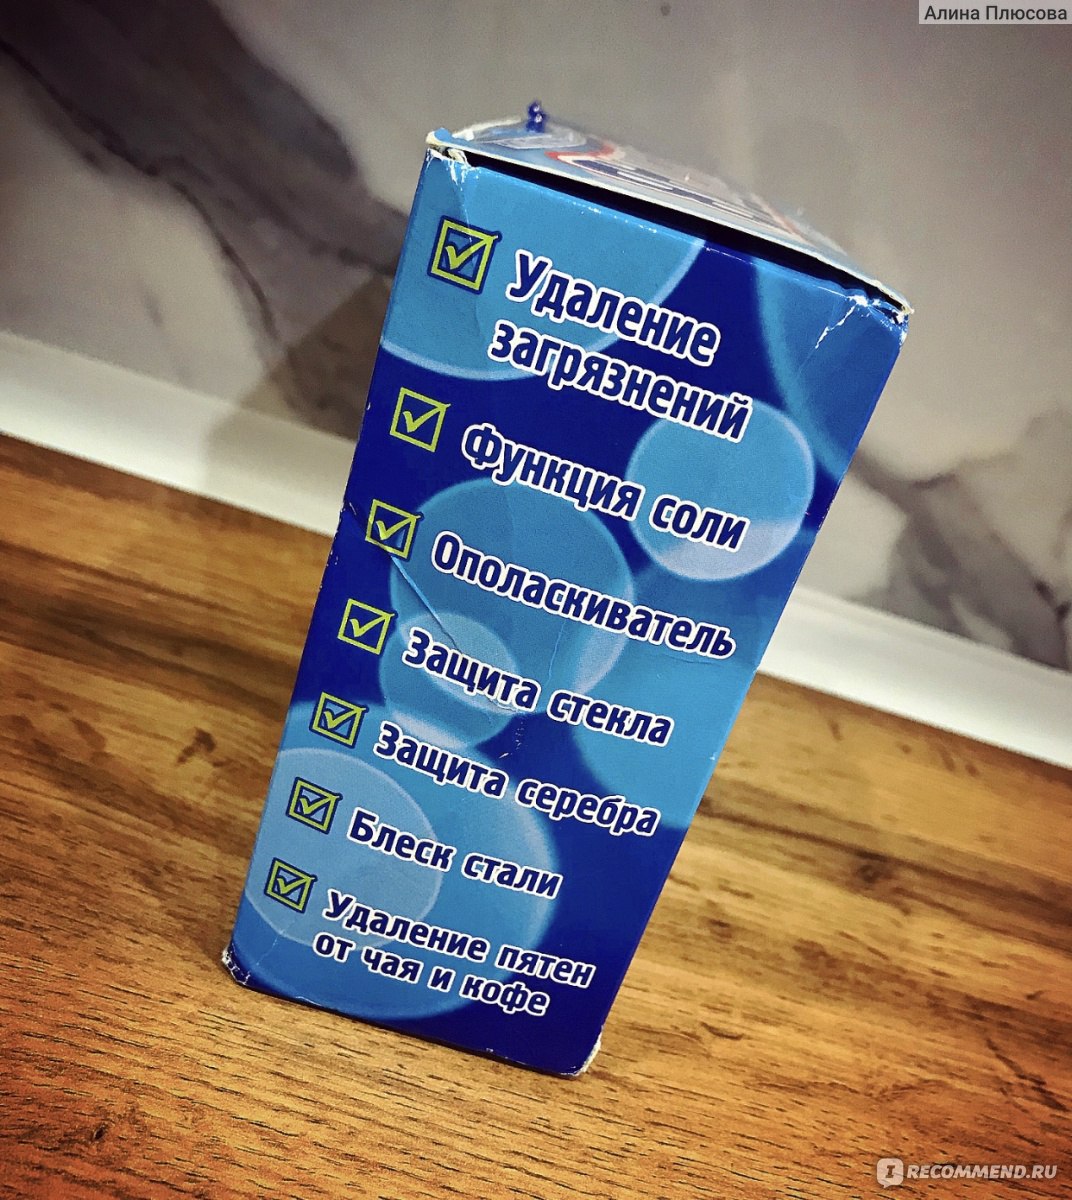 Алина Плюсова
Удаление
загрязнений
Функция соли
Ополаскиватель
Защита стекла
Защита серебра
Блеск стали
Удаление пятен
от чая и кофе
RECOMMEND.RU